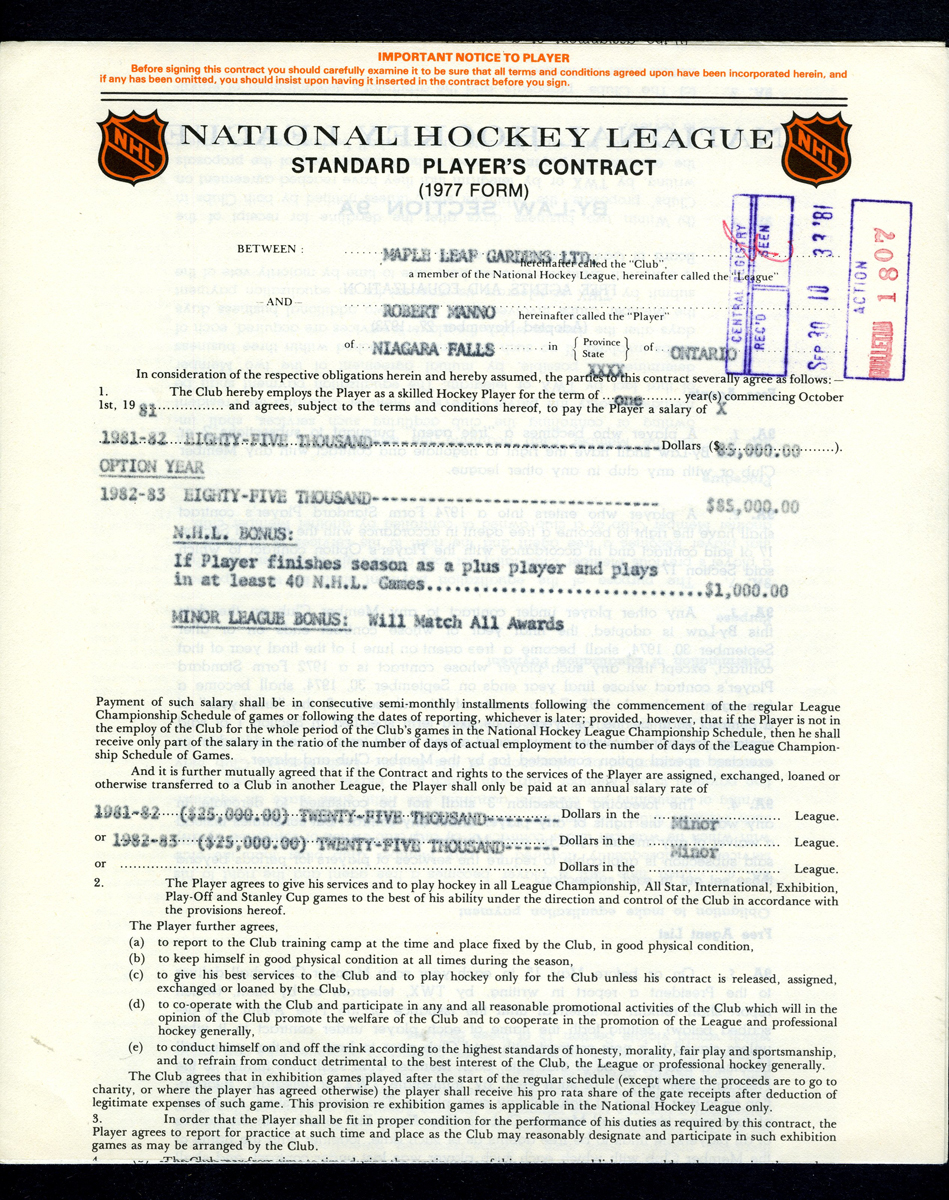 IMPORTANT NOTICE TO PLAYER
Before signing this contract you should carefully examine it to be sure that all terms and conditions agreed upon have been incorporated herein, and
if any has been omitted, you should insist upon having it inserted in the contract before you sign.
NHL NATIONAL HOCKEY LEAGUE NHL
STANDARD PLAYER'S CONTRACT
(1977 FORM)
BETWEEN : MAPLE LEAF GARDENS LTD.
hereinafter called the "Club",
a member of the National Hockey League, hereinafter called the "League"
—AND— ROBERT MANNO hereinafter called the "Player"
of NIAGARA FALLS in { Province State } of ONTARIO
XXXX
CENTRAL REGISTRY
REC'D SEEN
SEP 30 10 33 '81
ACTION
BULLETIN 1807
In consideration of the respective obligations herein and hereby assumed, the parties to this contract severally agree as follows:—
1. The Club hereby employs the Player as a skilled Hockey Player for the term of one year(s) commencing October
1st, 19 81 and agrees, subject to the terms and conditions hereof, to pay the Player a salary of X
1981-82 EIGHTY-FIVE THOUSAND-------------------------------- Dollars ($85,000.00).
OPTION YEAR
1982-83 EIGHTY-FIVE THOUSAND-------------------------------- $85,000.00
N.H.L. BONUS:
If Player finishes season as a plus player and plays
in at least 40 N.H.L. Games.................................$1,000.00
MINOR LEAGUE BONUS: Will Match All Awards
Payment of such salary shall be in consecutive semi-monthly installments following the commencement of the regular League
Championship Schedule of games or following the dates of reporting, whichever is later; provided, however, that if the Player is not in
the employ of the Club for the whole period of the Club's games in the National Hockey League Championship Schedule, then he shall
receive only part of the salary in the ratio of the number of days of actual employment to the number of days of the League Champion-
ship Schedule of Games.
And it is further mutually agreed that if the Contract and rights to the services of the Player are assigned, exchanged, loaned or
otherwise transferred to a Club in another League, the Player shall only be paid at an annual salary rate of
1981-82 ($25,000.00) TWENTY-FIVE THOUSAND-------- Dollars in the Minor League.
or 1982-83 ($25,000.00) TWENTY-FIVE THOUSAND------ Dollars in the Minor League.
or Dollars in the League.
2. The Player agrees to give his services and to play hockey in all League Championship, All Star, International, Exhibition,
Play-Off and Stanley Cup games to the best of his ability under the direction and control of the Club in accordance with
the provisions hereof.
The Player further agrees,
(a) to report to the Club training camp at the time and place fixed by the Club, in good physical condition,
(b) to keep himself in good physical condition at all times during the season,
(c) to give his best services to the Club and to play hockey only for the Club unless his contract is released, assigned,
exchanged or loaned by the Club,
(d) to co-operate with the Club and participate in any and all reasonable promotional activities of the Club which will in the
opinion of the Club promote the welfare of the Club and to cooperate in the promotion of the League and professional
hockey generally,
(e) to conduct himself on and off the rink according to the highest standards of honesty, morality, fair play and sportsmanship,
and to refrain from conduct detrimental to the best interest of the Club, the League or professional hockey generally.
The Club agrees that in exhibition games played after the start of the regular schedule (except where the proceeds are to go to
charity, or where the player has agreed otherwise) the player shall receive his pro rata share of the gate receipts after deduction of
legitimate expenses of such game. This provision re exhibition games is applicable in the National Hockey League only.
3. In order that the Player shall be fit in proper condition for the performance of his duties as required by this contract, the
Player agrees to report for practice at such time and place as the Club may reasonably designate and participate in such exhibition
games as may be arranged by the Club.